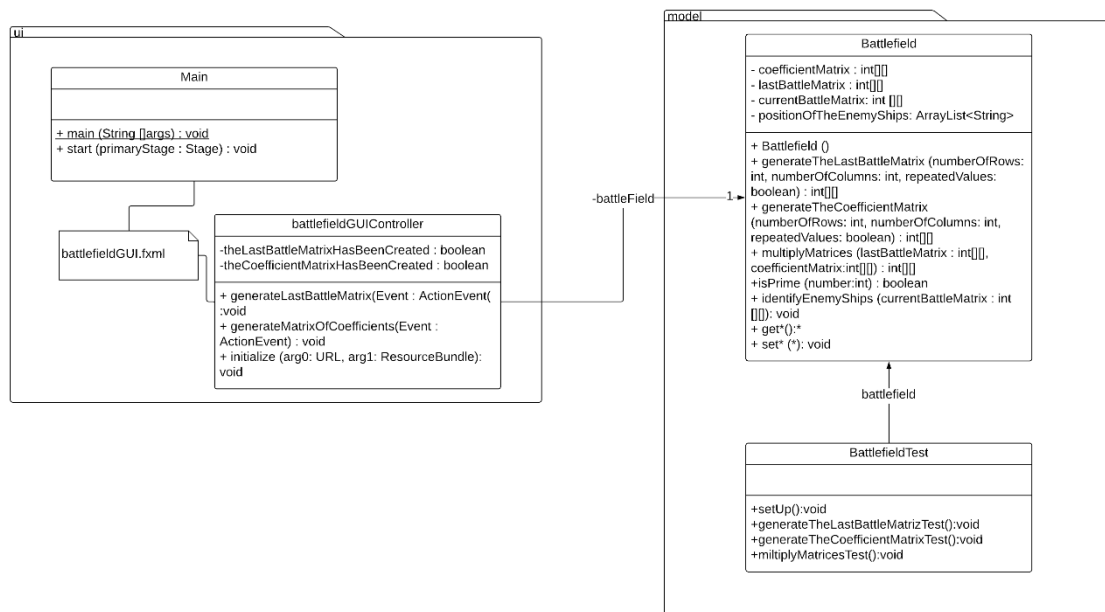 ui
Main
+ main (String []args) : void
+ start (primaryStage : Stage) : void
battlefieldGUI.fxml
battlefieldGUIController
-theLastBattleMatrixHasBeenCreated : boolean
-theCoefficientMatrixHasBeenCreated : boolean
+ generateLastBattleMatrix(Event : ActionEvent(
:void
+ generateMatrixOfCoefficients(Event :
ActionEvent) : void
+ initialize (arg0: URL, arg1: ResourceBundle):
void
-battleField
1
model
Battlefield
- coefficientMatrix : int[][]
- lastBattleMatrix : int[][]
- currentBattleMatrix: int [][]
- positionOfTheEnemyShips: ArrayList<String>
+ Battlefield ()
+ generateTheLastBattleMatrix (numberOfRows:
int, numberOfColumns: int, repeatedValues:
boolean) : int[][]
+ generateTheCoefficientMatrix
(numberOfRows: int, numberOfColumns: int,
repeatedValues: boolean) : int[][]
+ multiplyMatrices (lastBattleMatrix : int[][],
coefficientMatrix:int[][]) : int[][]
+isPrime (number:int) : boolean
+ identifyEnemyShips (currentBattleMatrix : int
[][]): void
+ get*():*
+ set* (*): void
battlefield
BattlefieldTest
+setUp():void
+generateTheLastBattleMatrizTest():void
+generateTheCoefficientMatrixTest():void
+miltiplyMatricesTest():void